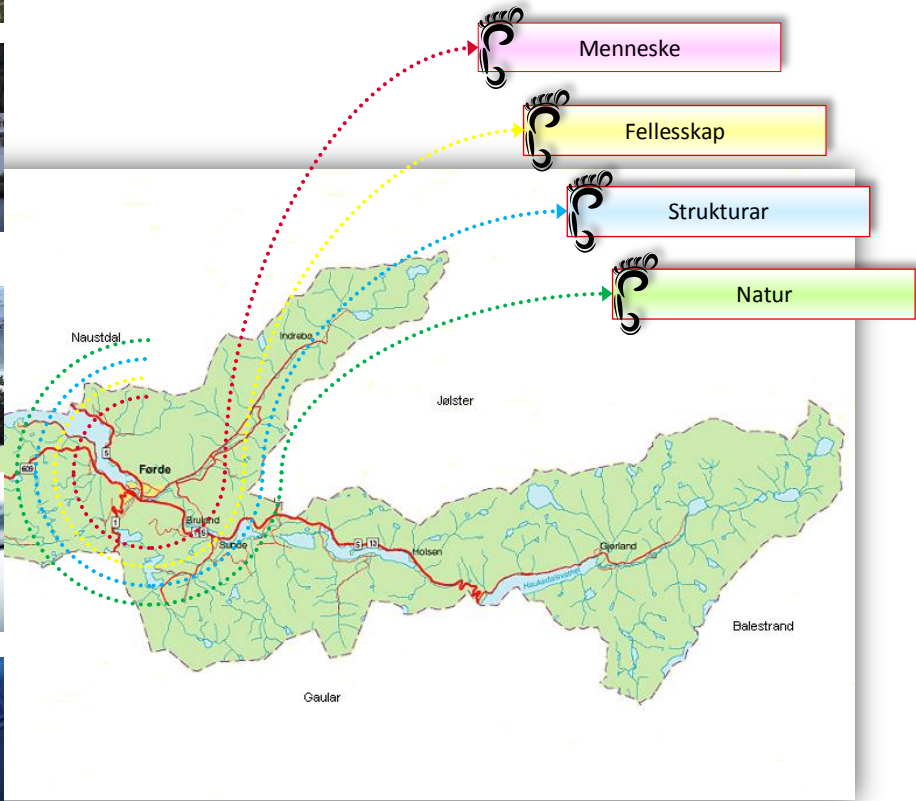 Menneske
Fellesskap
Strukturar
Natur
Naustdal
Indrebø
Jølster
5
609
Førde
1
Bruland
Sunde
5 13
Holsen
Gjerland
Haukedalsvatnet
Balestrand
Gaular